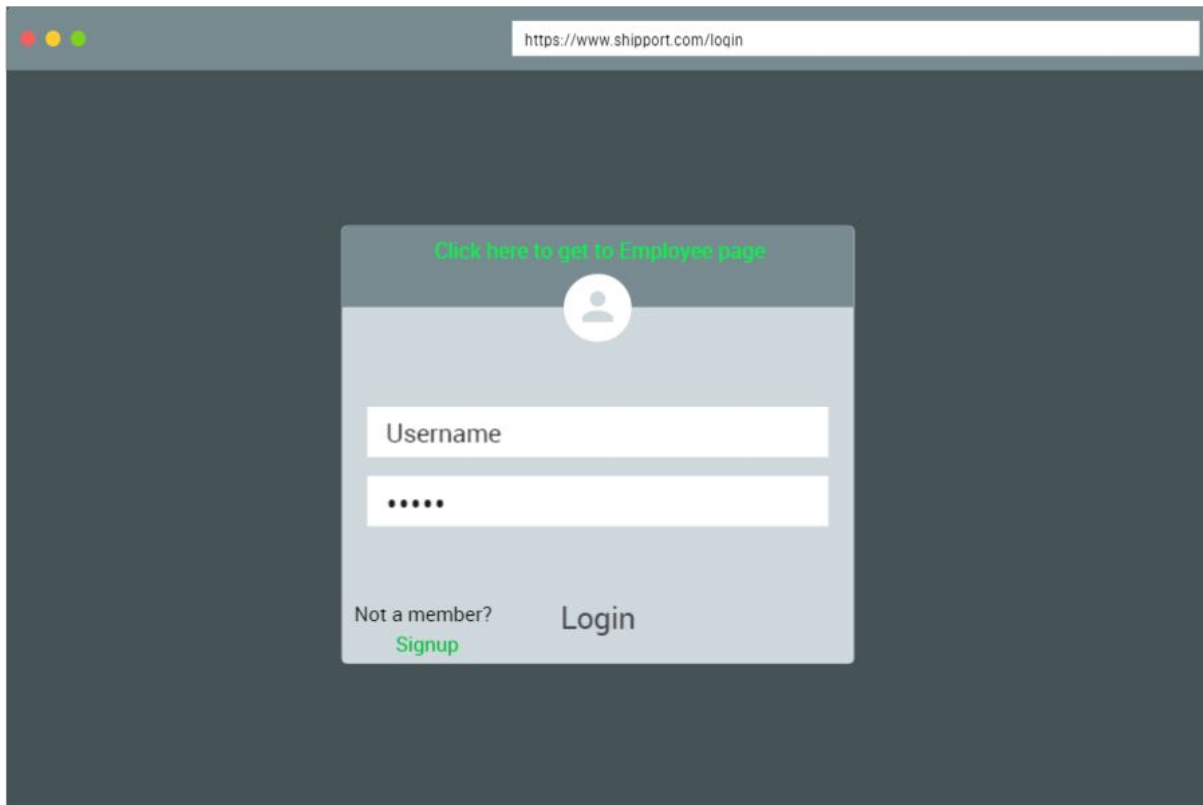 https://www.shipport.com/login
Click here to get to Employee page
Username
•••••
Not a member?
Login
Signup